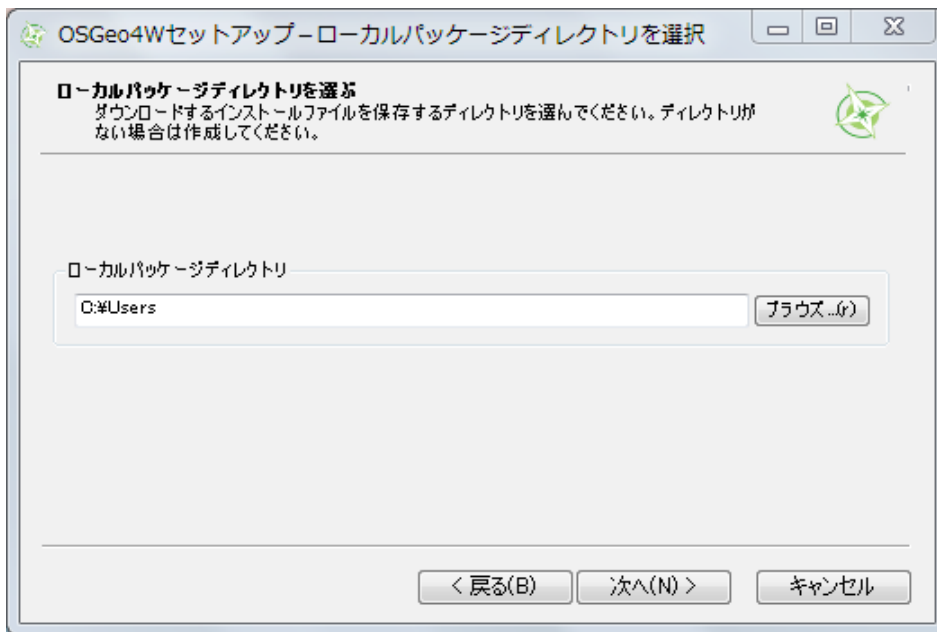 OSGeo4Wセットアップ－ローカルパッケージディレクトリを選択
ローカルパッケージディレクトリを選ぶ
ダウンロードするインストールファイルを保存するディレクトリを選んでください。ディレクトリが
ない場合は作成してください。
ローカルパッケージディレクトリ
C:¥Users
ブラウズ...(r)
< 戻る(B)
次へ(N) >
キャンセル